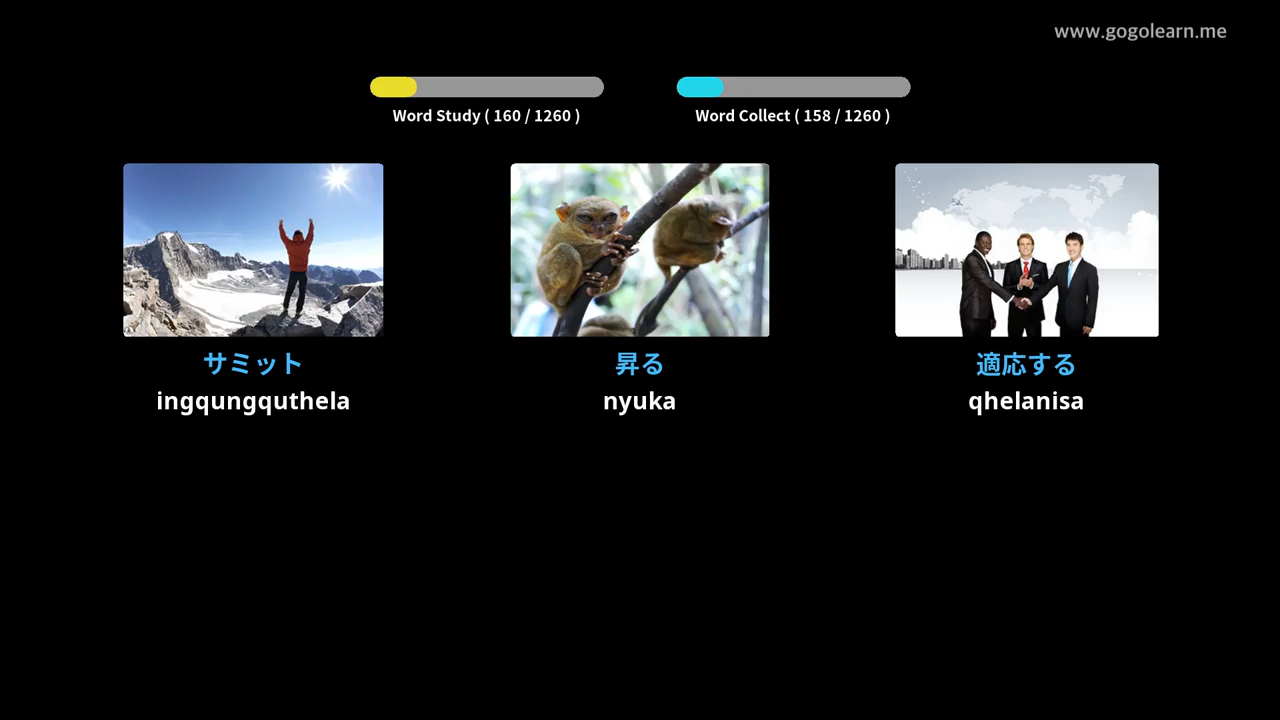 www.gogolearn.me
Word Study ( 160 / 1260 )
Word Collect ( 158 / 1260 )
サミット
ingqungquthela
昇る
nyuka
適応する
qhelanisa